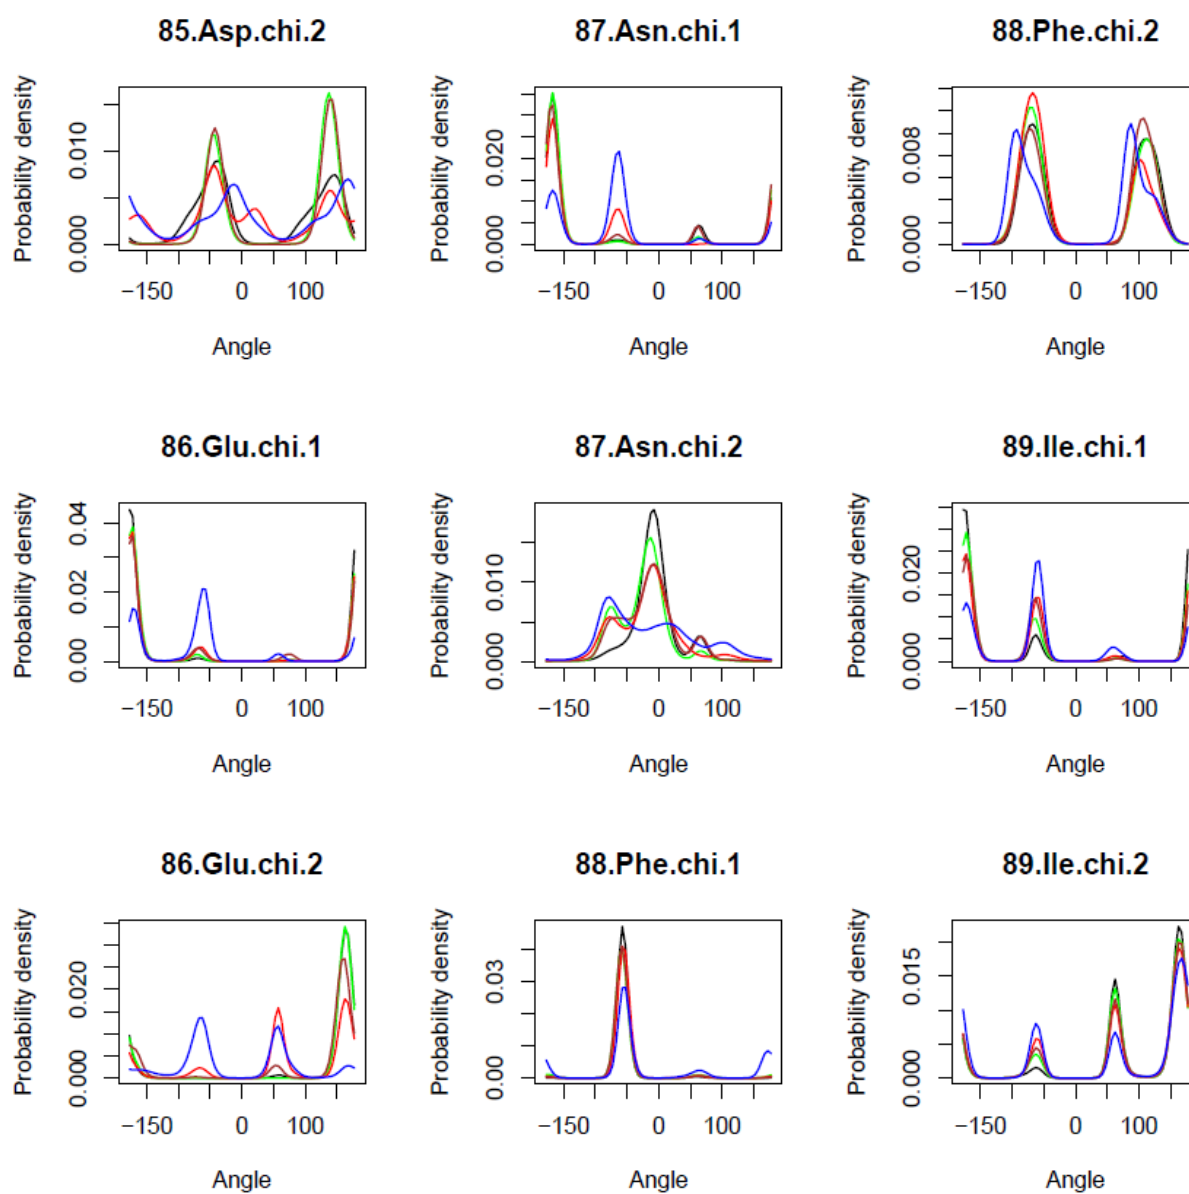 85.Asp.chi.2
Probability density
0.000 0.010
−150 0 100
Angle
87.Asn.chi.1
Probability density
0.000 0.020
−150 0 100
Angle
88.Phe.chi.2
Probability density
0.000 0.008
−150 0 100
Angle
86.Glu.chi.1
Probability density
0.00 0.02 0.04
−150 0 100
Angle
87.Asn.chi.2
Probability density
0.000 0.010
−150 0 100
Angle
89.Ile.chi.1
Probability density
0.000 0.020
−150 0 100
Angle
86.Glu.chi.2
Probability density
0.000 0.020
−150 0 100
Angle
88.Phe.chi.1
Probability density
0.00 0.03
−150 0 100
Angle
89.Ile.chi.2
Probability density
0.000 0.015
−150 0 100
Angle